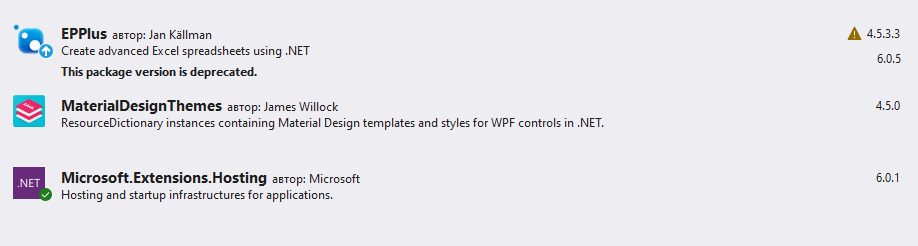 EPPlus автор: Jan Källman 4.5.3.3
Create advanced Excel spreadsheets using .NET 6.0.5
This package version is deprecated.
MaterialDesignThemes автор: James Willock 4.5.0
ResourceDictionary instances containing Material Design templates and styles for WPF controls in .NET.
.NET Microsoft.Extensions.Hosting автор: Microsoft 6.0.1
Hosting and startup infrastructures for applications.